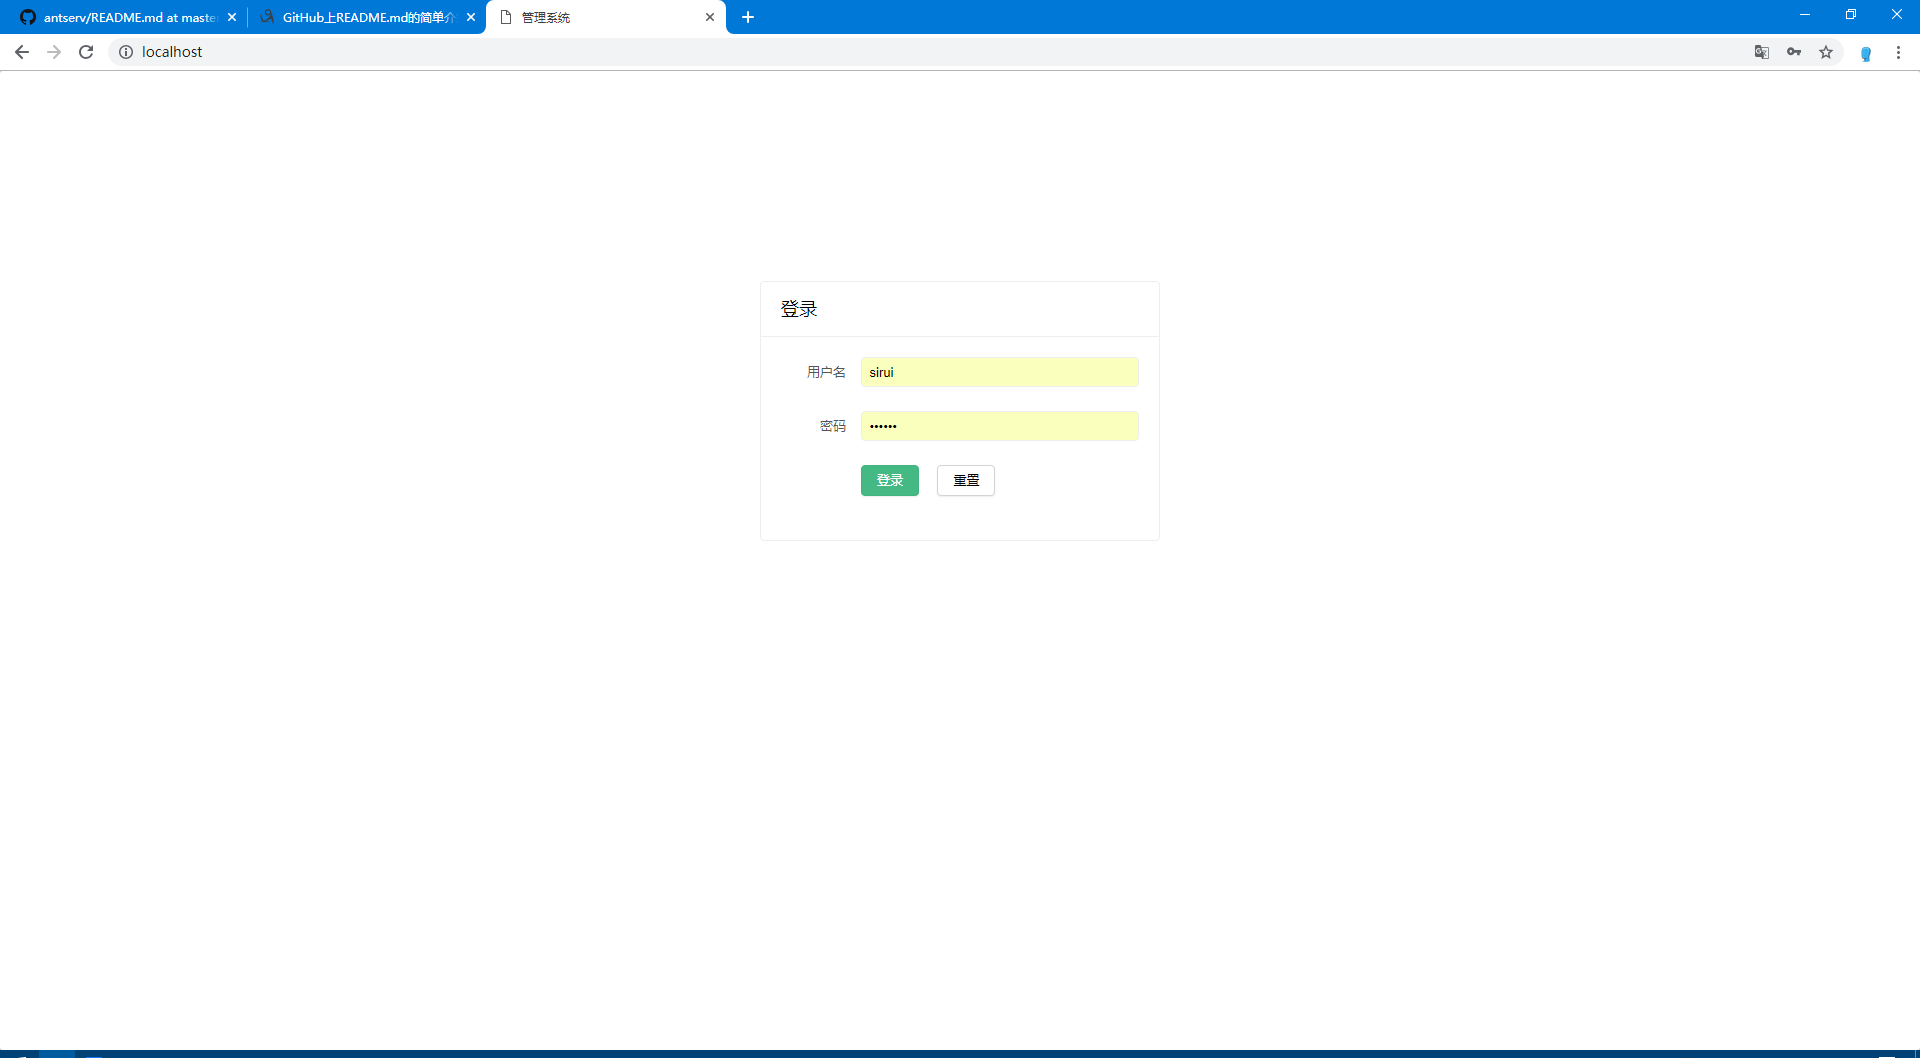 antserv/README.md at maste
GitHub上README.md的简单介
管理系统
localhost
登录
用户名 sirui
密码 ••••••
登录 重置